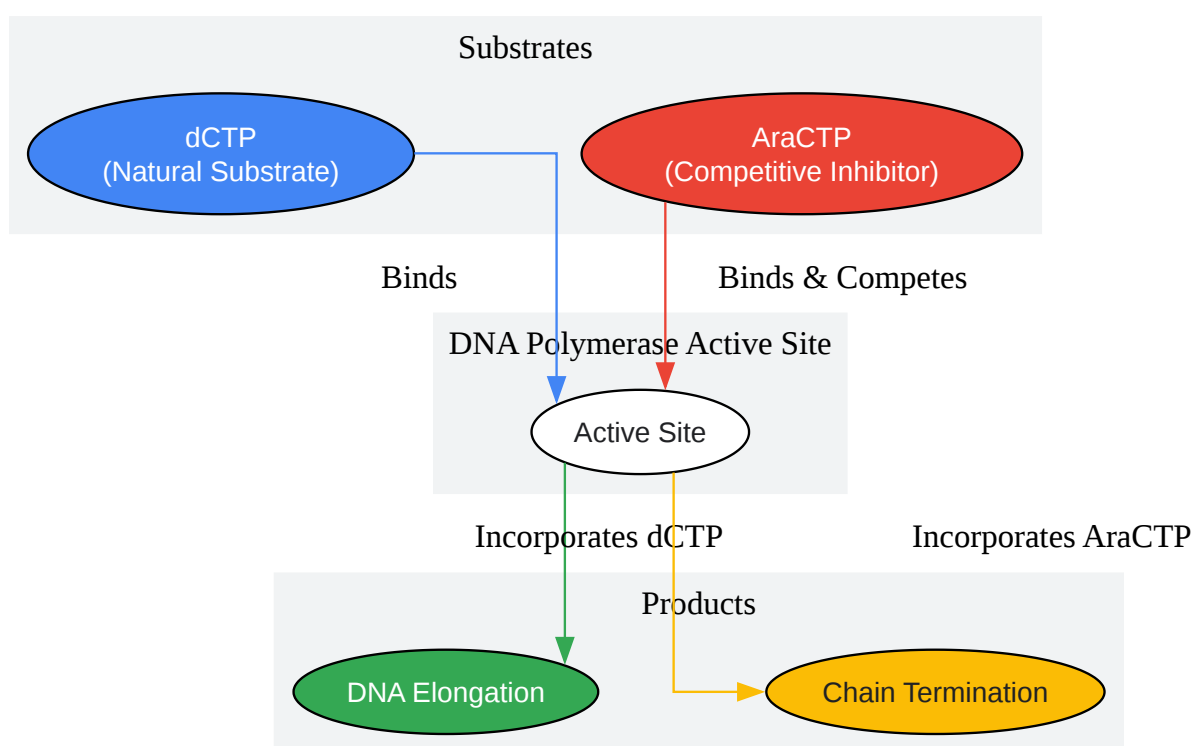 Substrates
dCTP
(Natural Substrate)
AraCTP
(Competitive Inhibitor)
Binds
Binds & Competes
DNA Polymerase Active Site
Active Site
Incorporates dCTP
Incorporates AraCTP
Products
DNA Elongation
Chain Termination